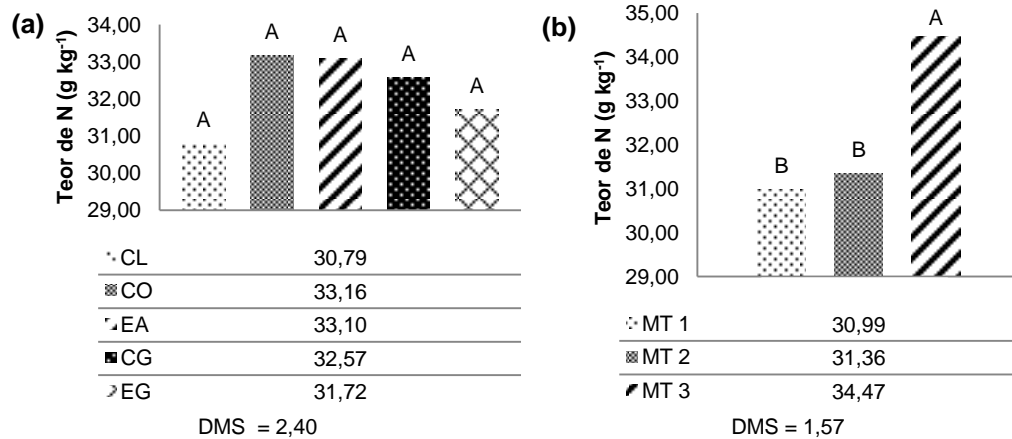 (a)
Teor de N (g kg⁻¹)
34,00
33,00
32,00
31,00
30,00
29,00
A
A
A
A
A
CL 30,79
CO 33,16
EA 33,10
CG 32,57
EG 31,72
DMS = 2,40
(b)
Teor de N (g kg⁻¹)
35,00
34,00
33,00
32,00
31,00
30,00
29,00
B
B
A
MT 1 30,99
MT 2 31,36
MT 3 34,47
DMS = 1,57